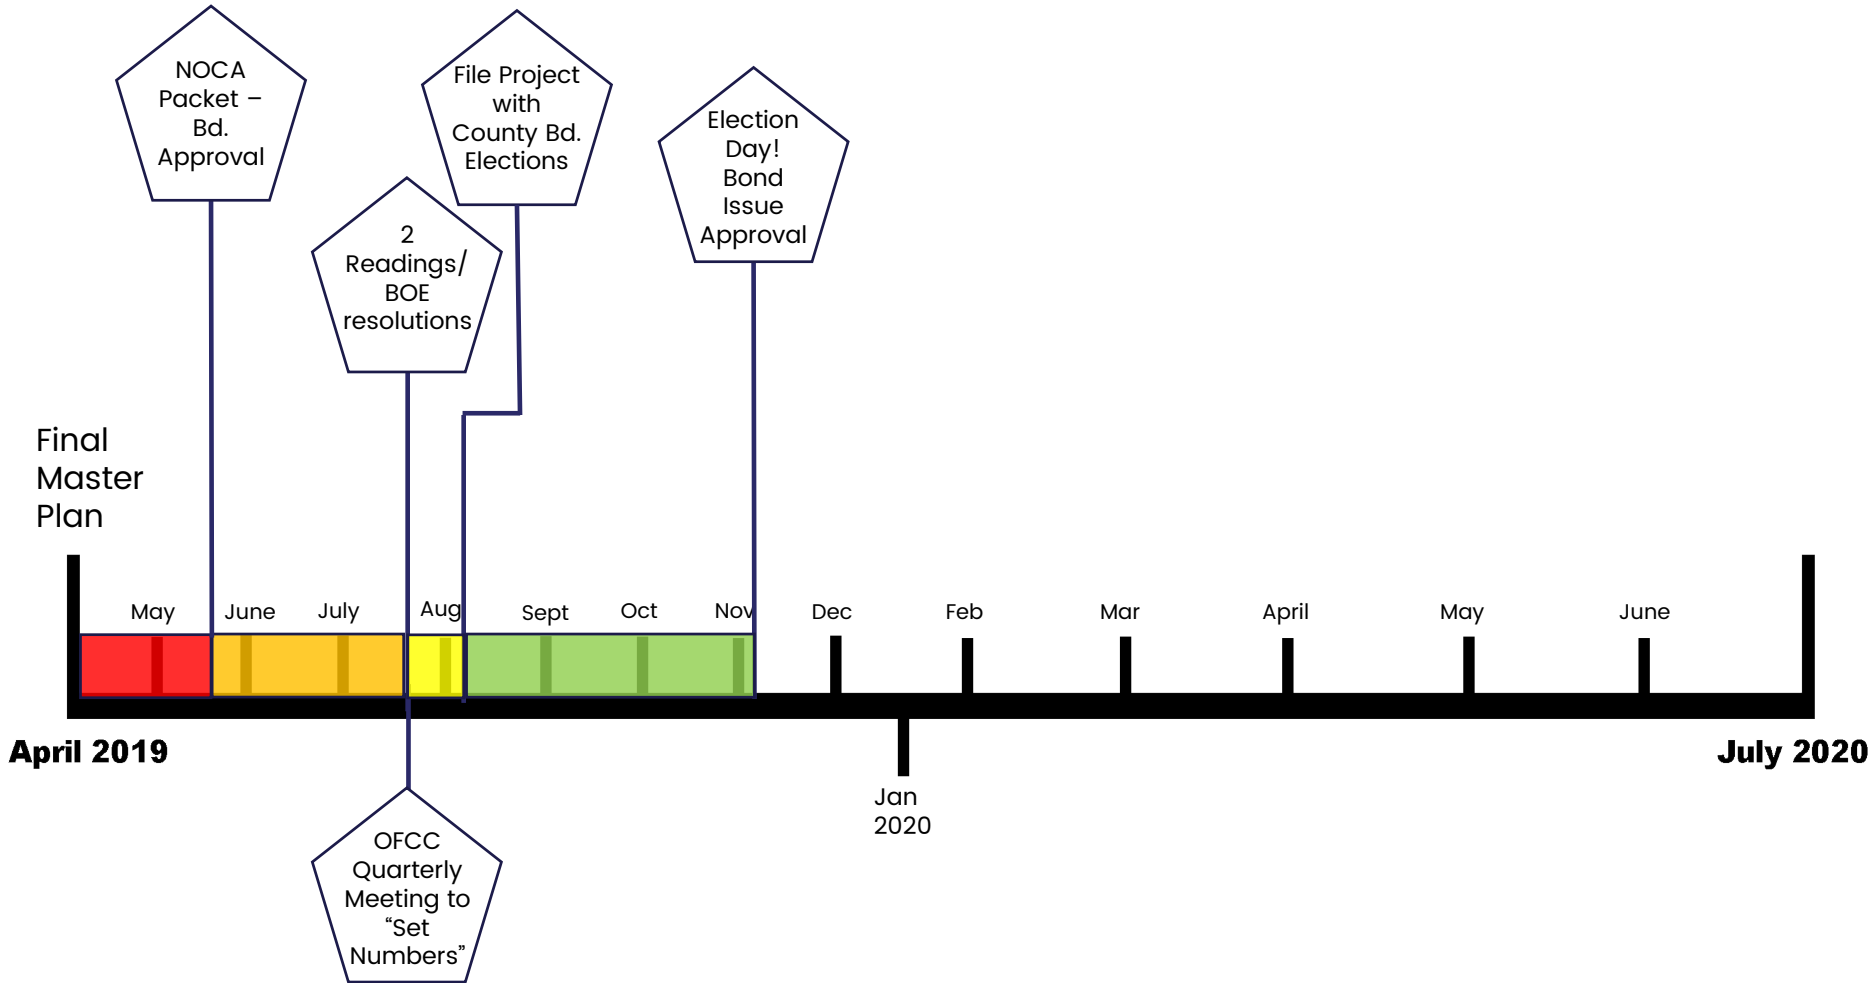 NOCA
Packet –
Bd.
Approval
File Project
with
County Bd.
Elections
Election
Day!
Bond
Issue
Approval
2
Readings/
BOE
resolutions
Final
Master
Plan
May June July Aug Sept Oct Nov Dec Feb Mar April May June
April 2019
July 2020
Jan
2020
OFCC
Quarterly
Meeting to
“Set
Numbers”